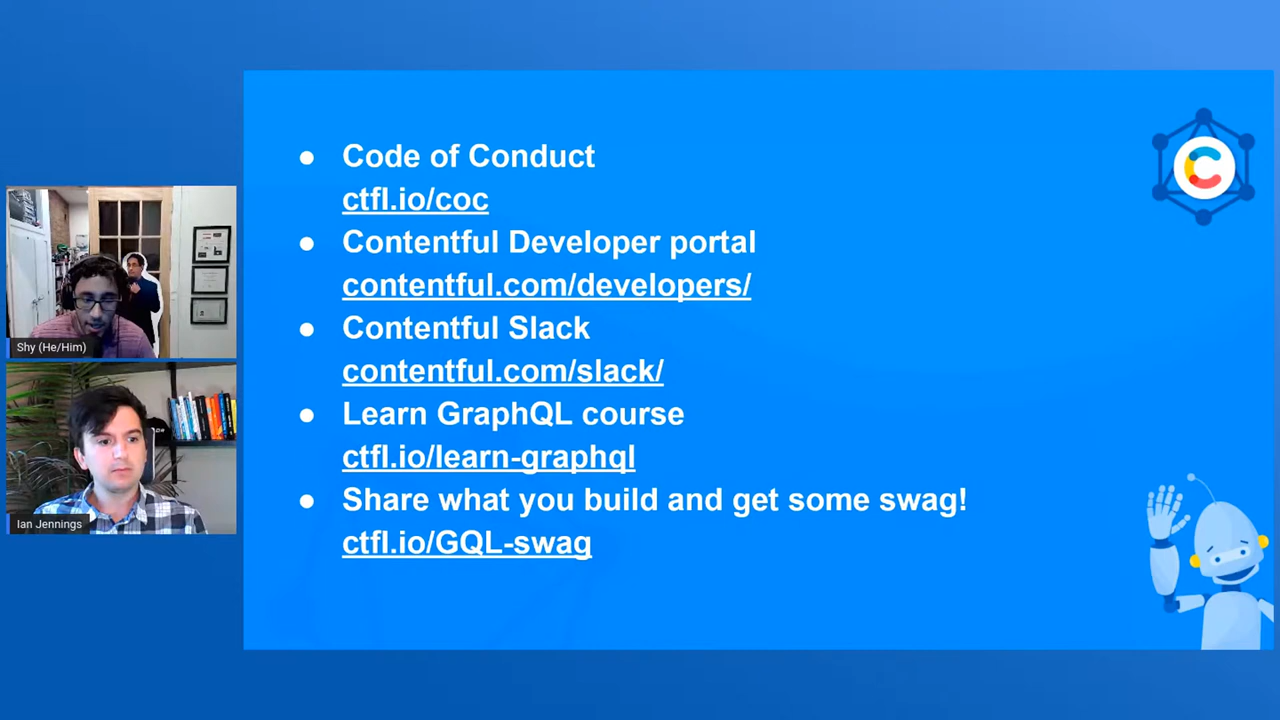 Code of Conduct
ctfl.io/coc
Contentful Developer portal
contentful.com/developers/
Contentful Slack
contentful.com/slack/
Learn GraphQL course
ctfl.io/learn-graphql
Share what you build and get some swag!
ctfl.io/GQL-swag
Shy (He/Him)
Ian Jennings